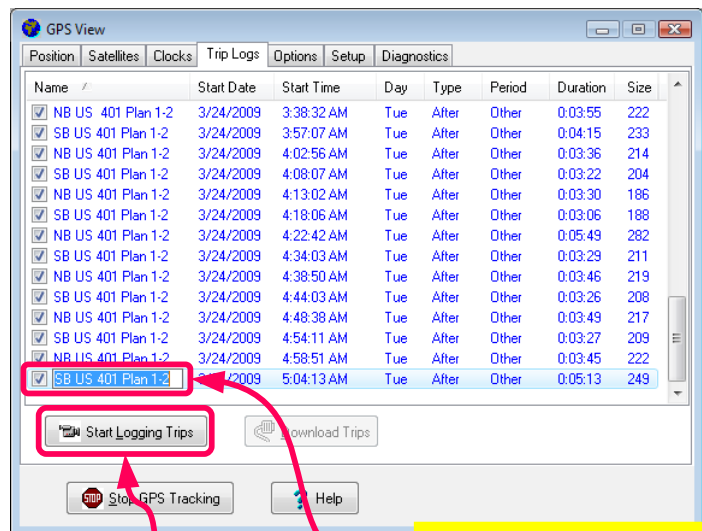 GPS View
Position Satellites Clocks Trip Logs Options Setup Diagnostics
Name Start Date Start Time Day Type Period Duration Size
NB US 401 Plan 1-2 3/24/2009 3:38:32 AM Tue After Other 0:03:55 222
SB US 401 Plan 1-2 3/24/2009 3:57:07 AM Tue After Other 0:04:15 233
NB US 401 Plan 1-2 3/24/2009 4:02:56 AM Tue After Other 0:03:36 214
SB US 401 Plan 1-2 3/24/2009 4:08:07 AM Tue After Other 0:03:22 204
NB US 401 Plan 1-2 3/24/2009 4:13:02 AM Tue After Other 0:03:30 186
SB US 401 Plan 1-2 3/24/2009 4:18:06 AM Tue After Other 0:03:06 188
NB US 401 Plan 1-2 3/24/2009 4:22:42 AM Tue After Other 0:05:49 282
SB US 401 Plan 1-2 3/24/2009 4:34:03 AM Tue After Other 0:03:29 211
NB US 401 Plan 1-2 3/24/2009 4:38:50 AM Tue After Other 0:03:46 219
SB US 401 Plan 1-2 3/24/2009 4:44:03 AM Tue After Other 0:03:26 208
NB US 401 Plan 1-2 3/24/2009 4:48:38 AM Tue After Other 0:03:49 217
SB US 401 Plan 1-2 3/24/2009 4:54:11 AM Tue After Other 0:03:27 209
NB US 401 Plan 1-2 3/24/2009 4:58:51 AM Tue After Other 0:03:45 222
SB US 401 Plan 1-2 /2009 5:04:13 AM Tue After Other 0:05:13 249
Start Logging Trips Download Trips
STOP Stop GPS Tracking ? Help